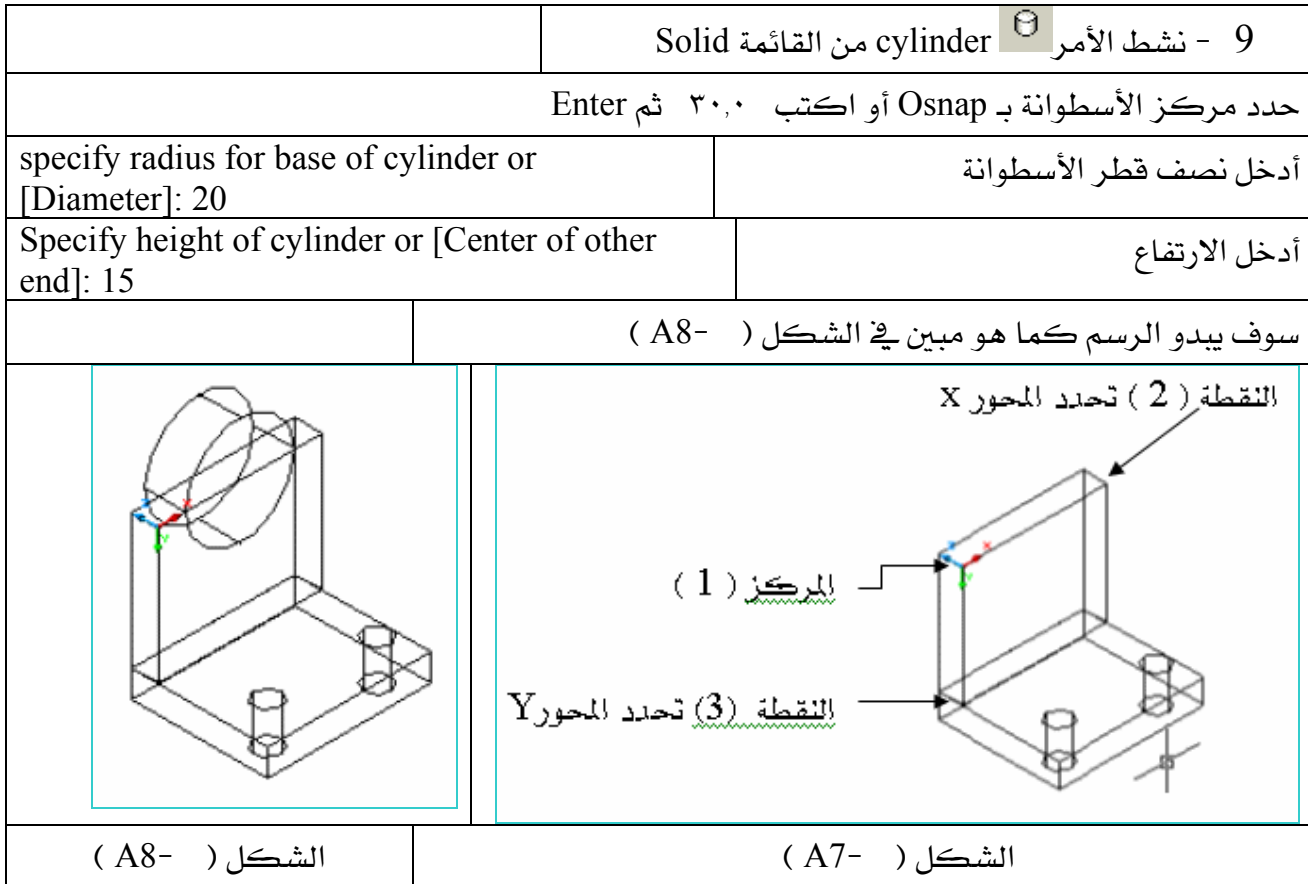 9 - نشط الأمر cylinder من القائمة Solid
حدد مركز الأسطوانة بـ Osnap أو اكتب ٣٠,٠ ثم Enter
أدخل نصف قطر الأسطوانة
specify radius for base of cylinder or
[Diameter]: 20
أدخل الارتفاع
Specify height of cylinder or [Center of other
end]: 15
سوف يبدو الرسم كما هو مبين في الشكل ( A8- )
النقطة ( 2 ) تحدد المحور X
المركز ( 1 )
النقطة (3) تحدد المحورY
الشكل ( A7- )
الشكل ( A8- )